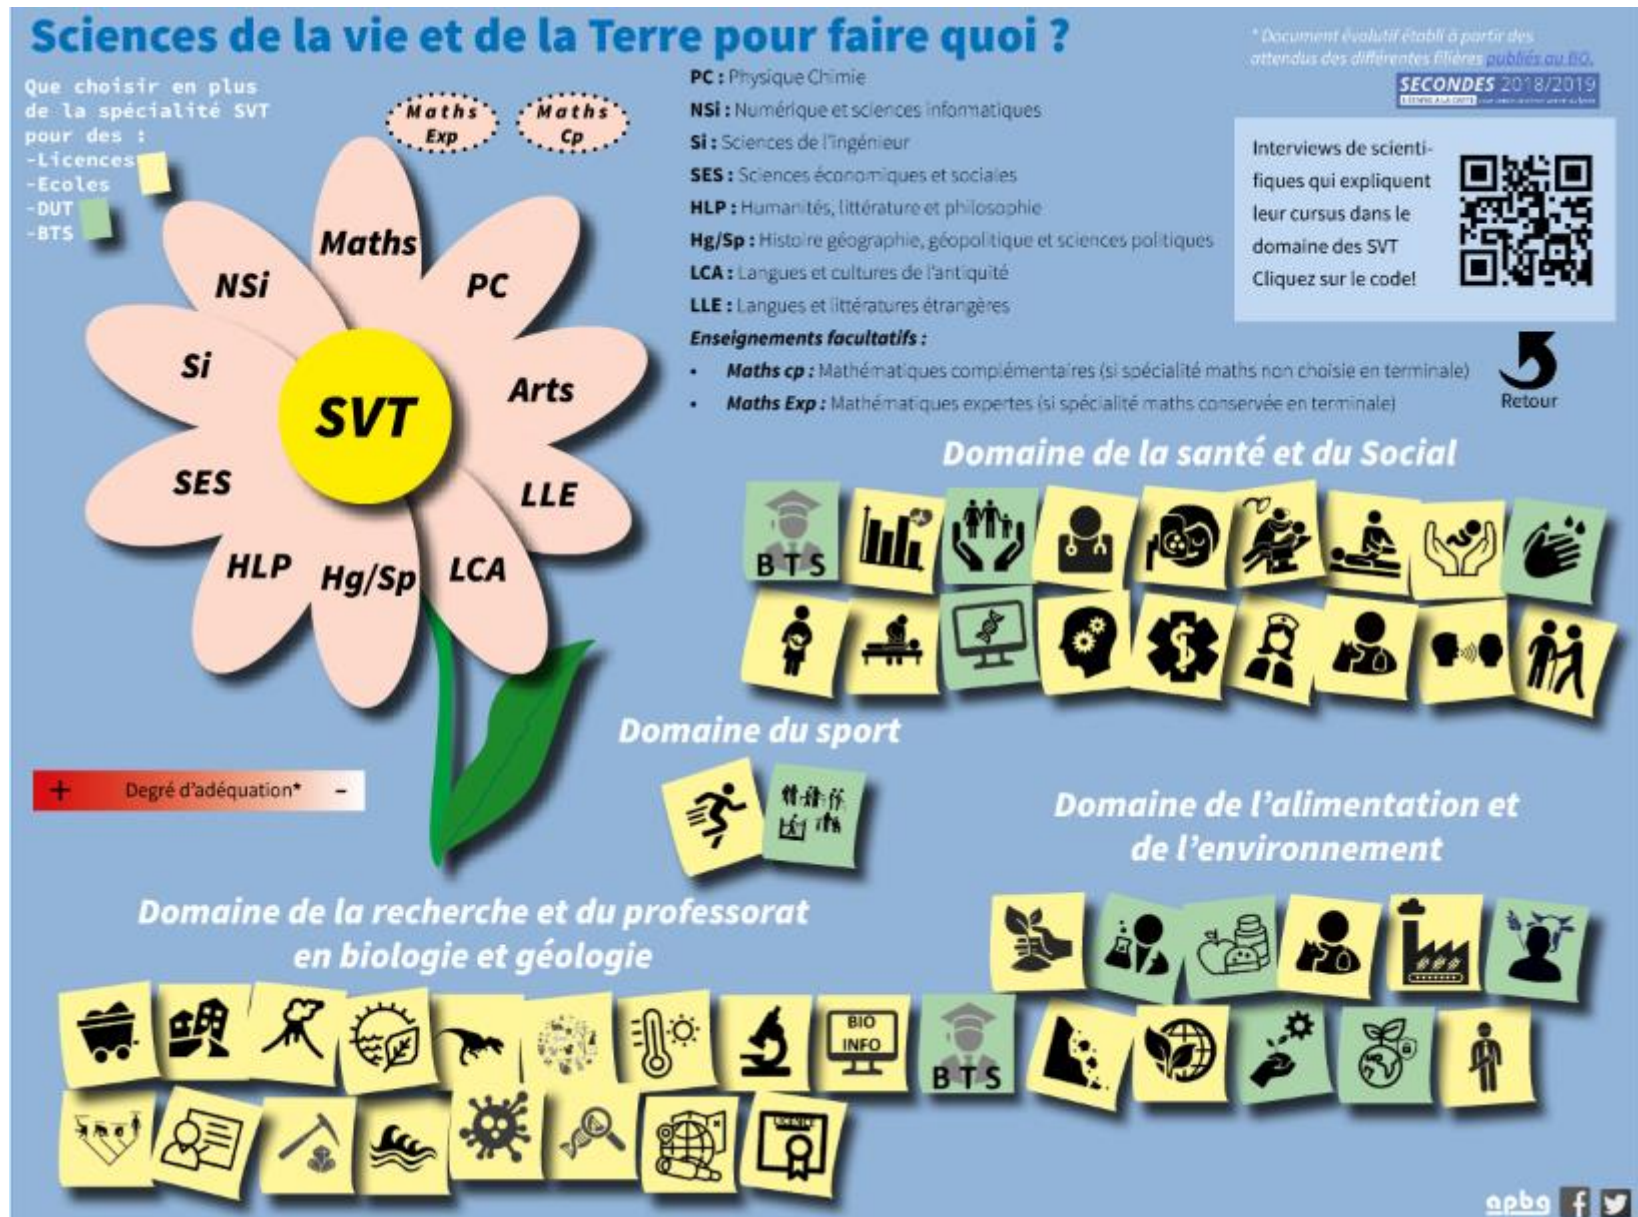 Sciences de la vie et de la Terre pour faire quoi ?
* Document évolutif établi à partir des
attendus des différentes filières publiés au BO.
SECONDES 2018/2019
Que choisir en plus
de la spécialité SVT
pour des :
-Licences
-Ecoles
-DUT
-BTS
Maths
Exp
Maths
Cp
PC : Physique Chimie
NSi : Numérique et sciences informatiques
Si : Sciences de l'ingénieur
SES : Sciences économiques et sociales
HLP : Humanités, littérature et philosophie
Hg/Sp : Histoire géographie, géopolitique et sciences politiques
LCA : Langues et cultures de l'antiquité
LLE : Langues et littératures étrangères
Enseignements facultatifs :
• Maths cp : Mathématiques complémentaires (si spécialité maths non choisie en terminale)
• Maths Exp : Mathématiques expertes (si spécialité maths conservée en terminale)
Interviews de scienti-
fiques qui expliquent
leur cursus dans le
domaine des SVT
Cliquez sur le code!
Retour
Maths
NSi
PC
Si
Arts
SVT
SES
LLE
HLP
Hg/Sp
LCA
Domaine de la santé et du Social
BTS
Domaine du sport
+ Degré d'adéquation* -
Domaine de l'alimentation et
de l'environnement
Domaine de la recherche et du professorat
en biologie et géologie
BIO
INFO
BTS
LICENCE
apbg